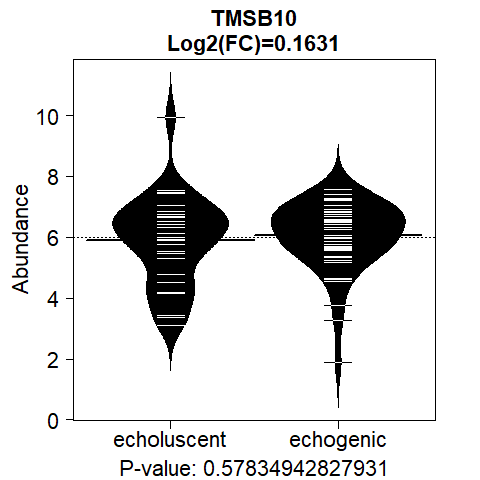 TMSB10
Log2(FC)=0.1631
Abundance
10
8
6
4
2
0
echoluscent echogenic
P-value: 0.57834942827931